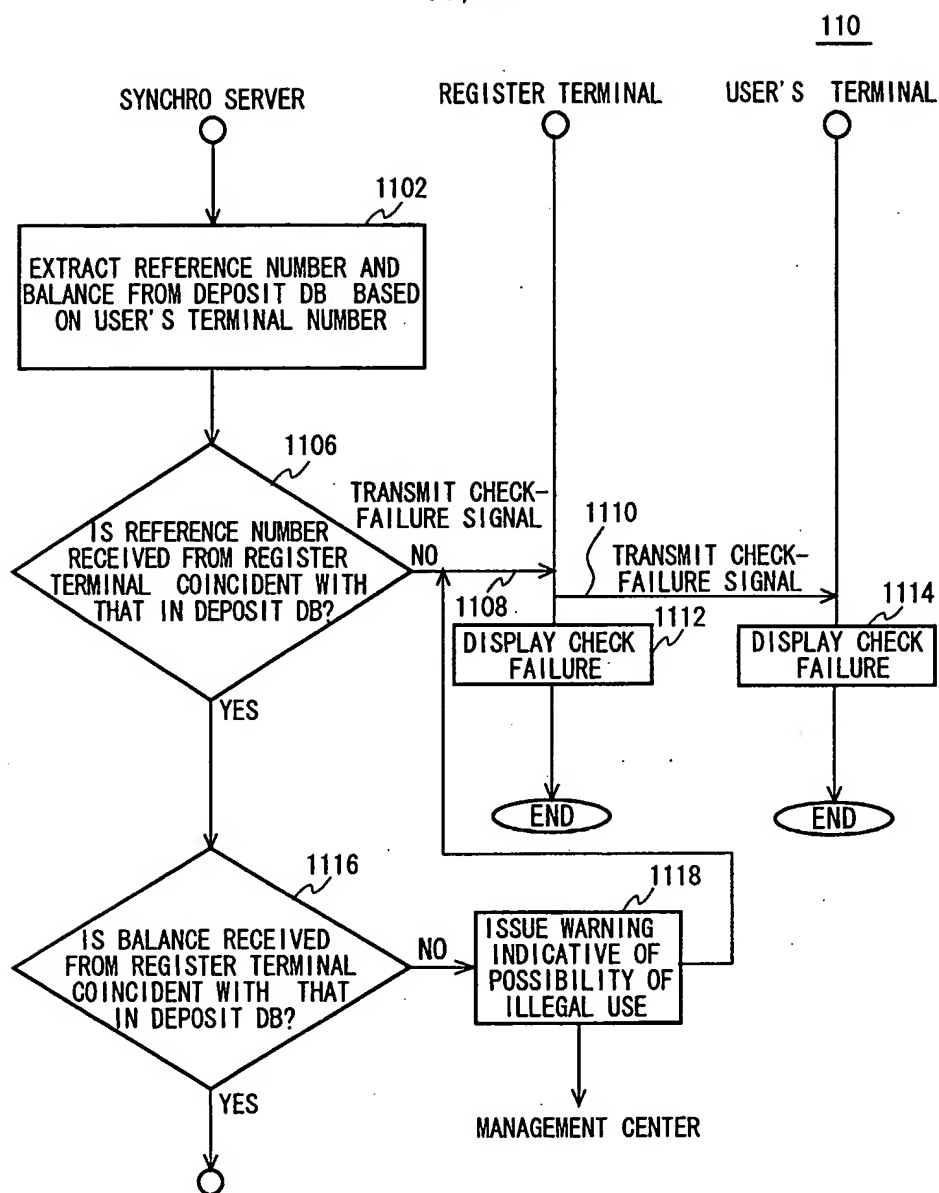 110
SYNCHRO SERVER
REGISTER TERMINAL
USER'S TERMINAL
1102
EXTRACT REFERENCE NUMBER AND
BALANCE FROM DEPOSIT DB BASED
ON USER'S TERMINAL NUMBER
1106
IS REFERENCE NUMBER
RECEIVED FROM REGISTER
TERMINAL COINCIDENT WITH
THAT IN DEPOSIT DB?
NO
YES
TRANSMIT CHECK-
FAILURE SIGNAL
1108
1110
TRANSMIT CHECK-
FAILURE SIGNAL
1112
DISPLAY CHECK
FAILURE
END
1114
DISPLAY CHECK
FAILURE
END
1116
IS BALANCE RECEIVED
FROM REGISTER TERMINAL
COINCIDENT WITH THAT
IN DEPOSIT DB?
NO
YES
1118
ISSUE WARNING
INDICATIVE OF
POSSIBILITY OF
ILLEGAL USE
MANAGEMENT CENTER